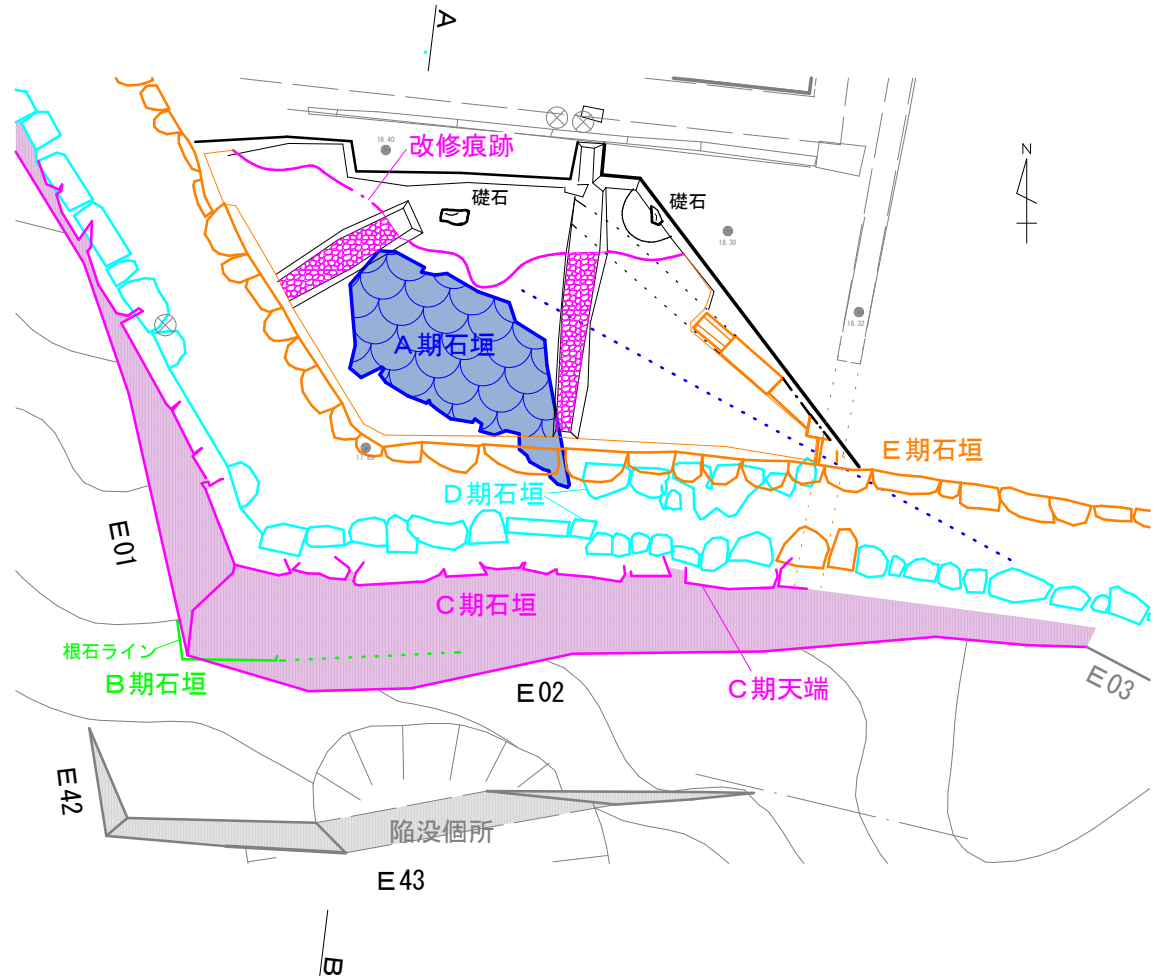 A
18.40
改修痕跡
N
礎石
礎石
18.30
18.32
A期石垣
E期石垣
D期石垣
E01
C期石垣
根石ライン
B期石垣
E02
C期天端
E03
E42
陥没個所
E43
B